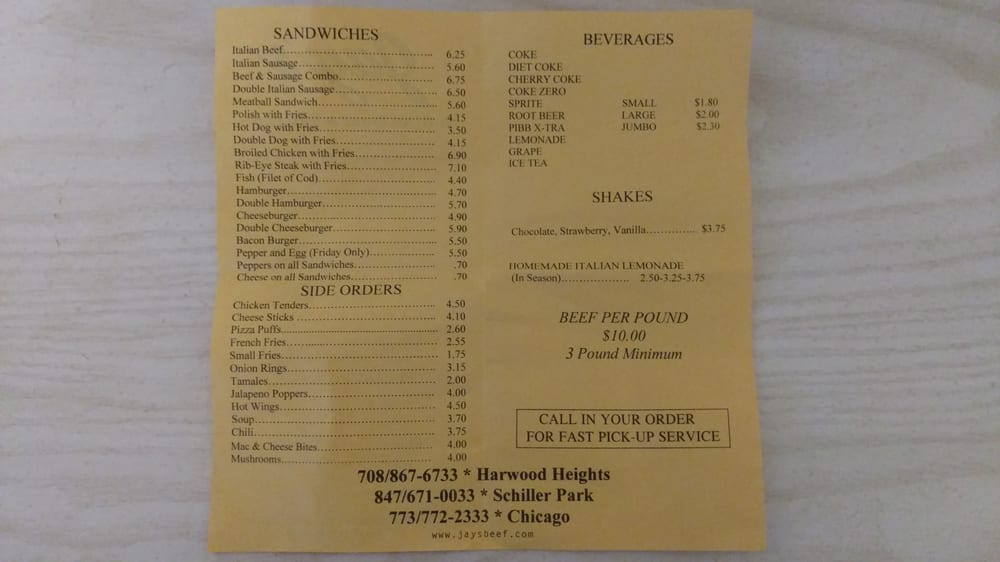 SANDWICHES
Italian Beef.................................... 6.25
Italian Sausage................................. 5.60
Beef & Sausage Combo........................ 6.75
Double Italian Sausage......................... 6.50
Meatball Sandwich.............................. 5.60
Polish with Fries................................. 4.15
Hot Dog with Fries.............................. 3.50
Double Dog with Fries.......................... 4.15
Broiled Chicken with Fries.................... 6.90
Rib-Eye Steak with Fries....................... 7.10
Fish (Filet of Cod).............................. 4.40
Hamburger....................................... 4.70
Double Hamburger.............................. 5.70
Cheeseburger.................................... 4.90
Double Cheeseburger........................... 5.90
Bacon Burger.................................... 5.50
Pepper and Egg (Friday Only)................. 5.50
Peppers on all Sandwiches..................... .70
Cheese on all Sandwiches...................... .70
SIDE ORDERS
Chicken Tenders................................ 4.50
Cheese Sticks ................................... 4.10
Pizza Puffs....................................... 2.60
French Fries...................................... 2.55
Small Fries....................................... 1.75
Onion Rings..................................... 3.15
Tamales.......................................... 2.00
Jalapeno Poppers................................ 4.00
Hot Wings....................................... 4.50
Soup.............................................. 3.70
Chili.............................................. 3.75
Mac & Cheese Bites............................ 4.00
Mushrooms...................................... 4.00
BEVERAGES
COKE
DIET COKE
CHERRY COKE
COKE ZERO
SPRITE SMALL $1.80
ROOT BEER LARGE $2.00
PIBB X-TRA JUMBO $2.30
LEMONADE
GRAPE
ICE TEA
SHAKES
Chocolate, Strawberry, Vanilla............. $3.75
HOMEMADE ITALIAN LEMONADE
(In Season)................... 2.50-3.25-3.75
BEEF PER POUND
$10.00
3 Pound Minimum
CALL IN YOUR ORDER
FOR FAST PICK-UP SERVICE
708/867-6733 * Harwood Heights
847/671-0033 * Schiller Park
773/772-2333 * Chicago
www.jaysbeef.com